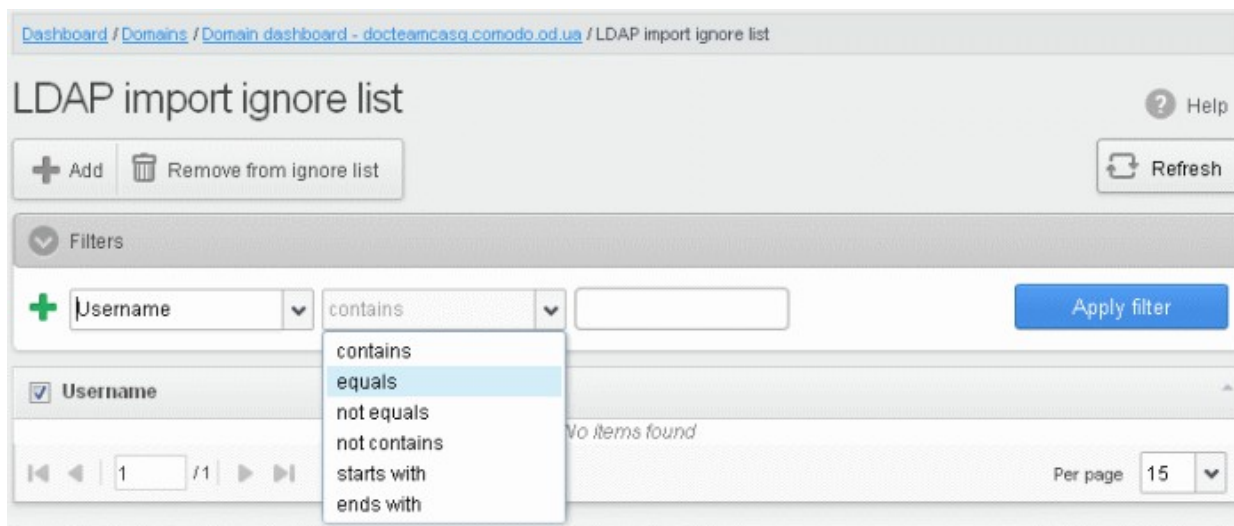 Dashboard / Domains / Domain dashboard - docteamcasg.comodo.od.ua / LDAP import ignore list
LDAP import ignore list
Help
Add Remove from ignore list Refresh
Filters
Username contains Apply filter
contains
equals
not equals
not contains
starts with
ends with
Username
No items found
1 /1 Per page 15